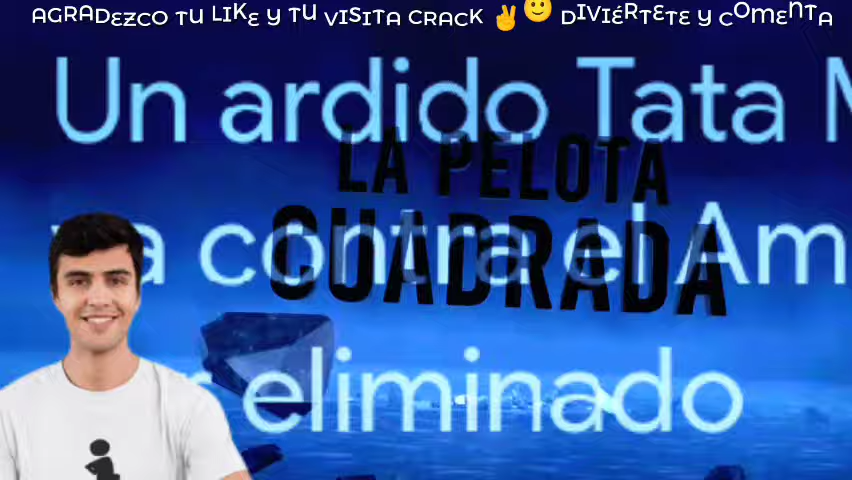 AGRADEZCO TU LIKE Y TU VISITA CRACK ✌🙂 DIVIÉRTETE Y COMENTA
Un ardido Tata M
LA PELOTA
contra el Am
CUADRADA
eliminado